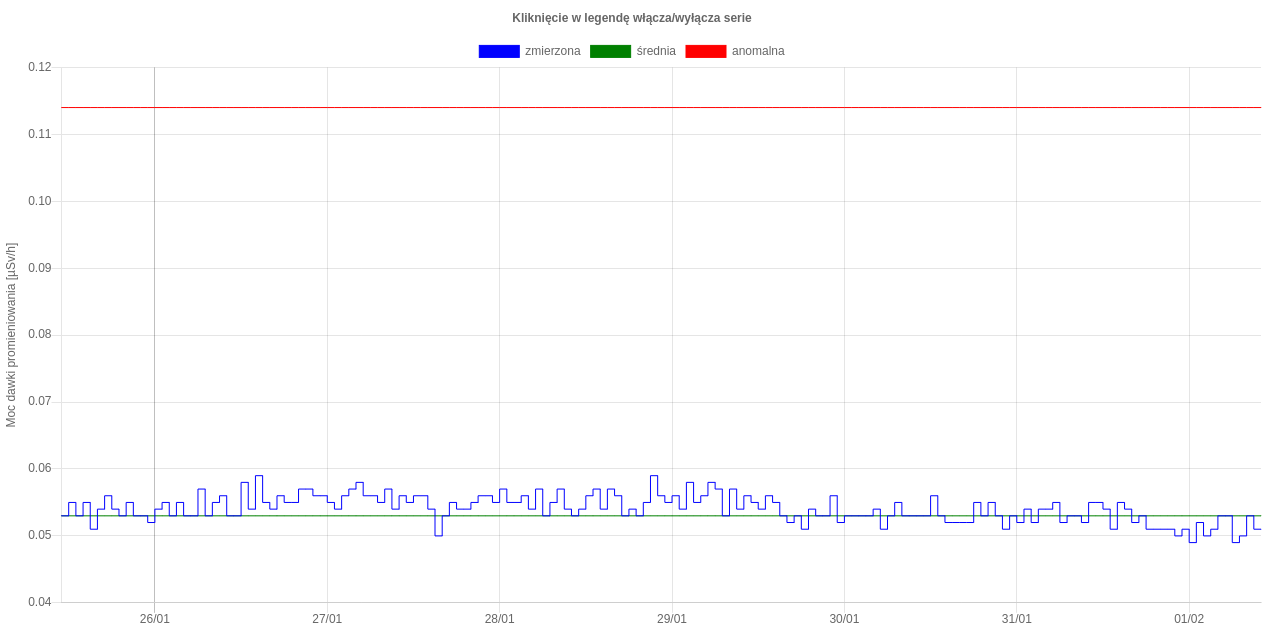 Kliknięcie w legendę włącza/wyłącza serie
zmierzona średnia anomalna
Moc dawki promieniowania [µSv/h]
0.12
0.11
0.10
0.09
0.08
0.07
0.06
0.05
0.04
26/01 27/01 28/01 29/01 30/01 31/01 01/02